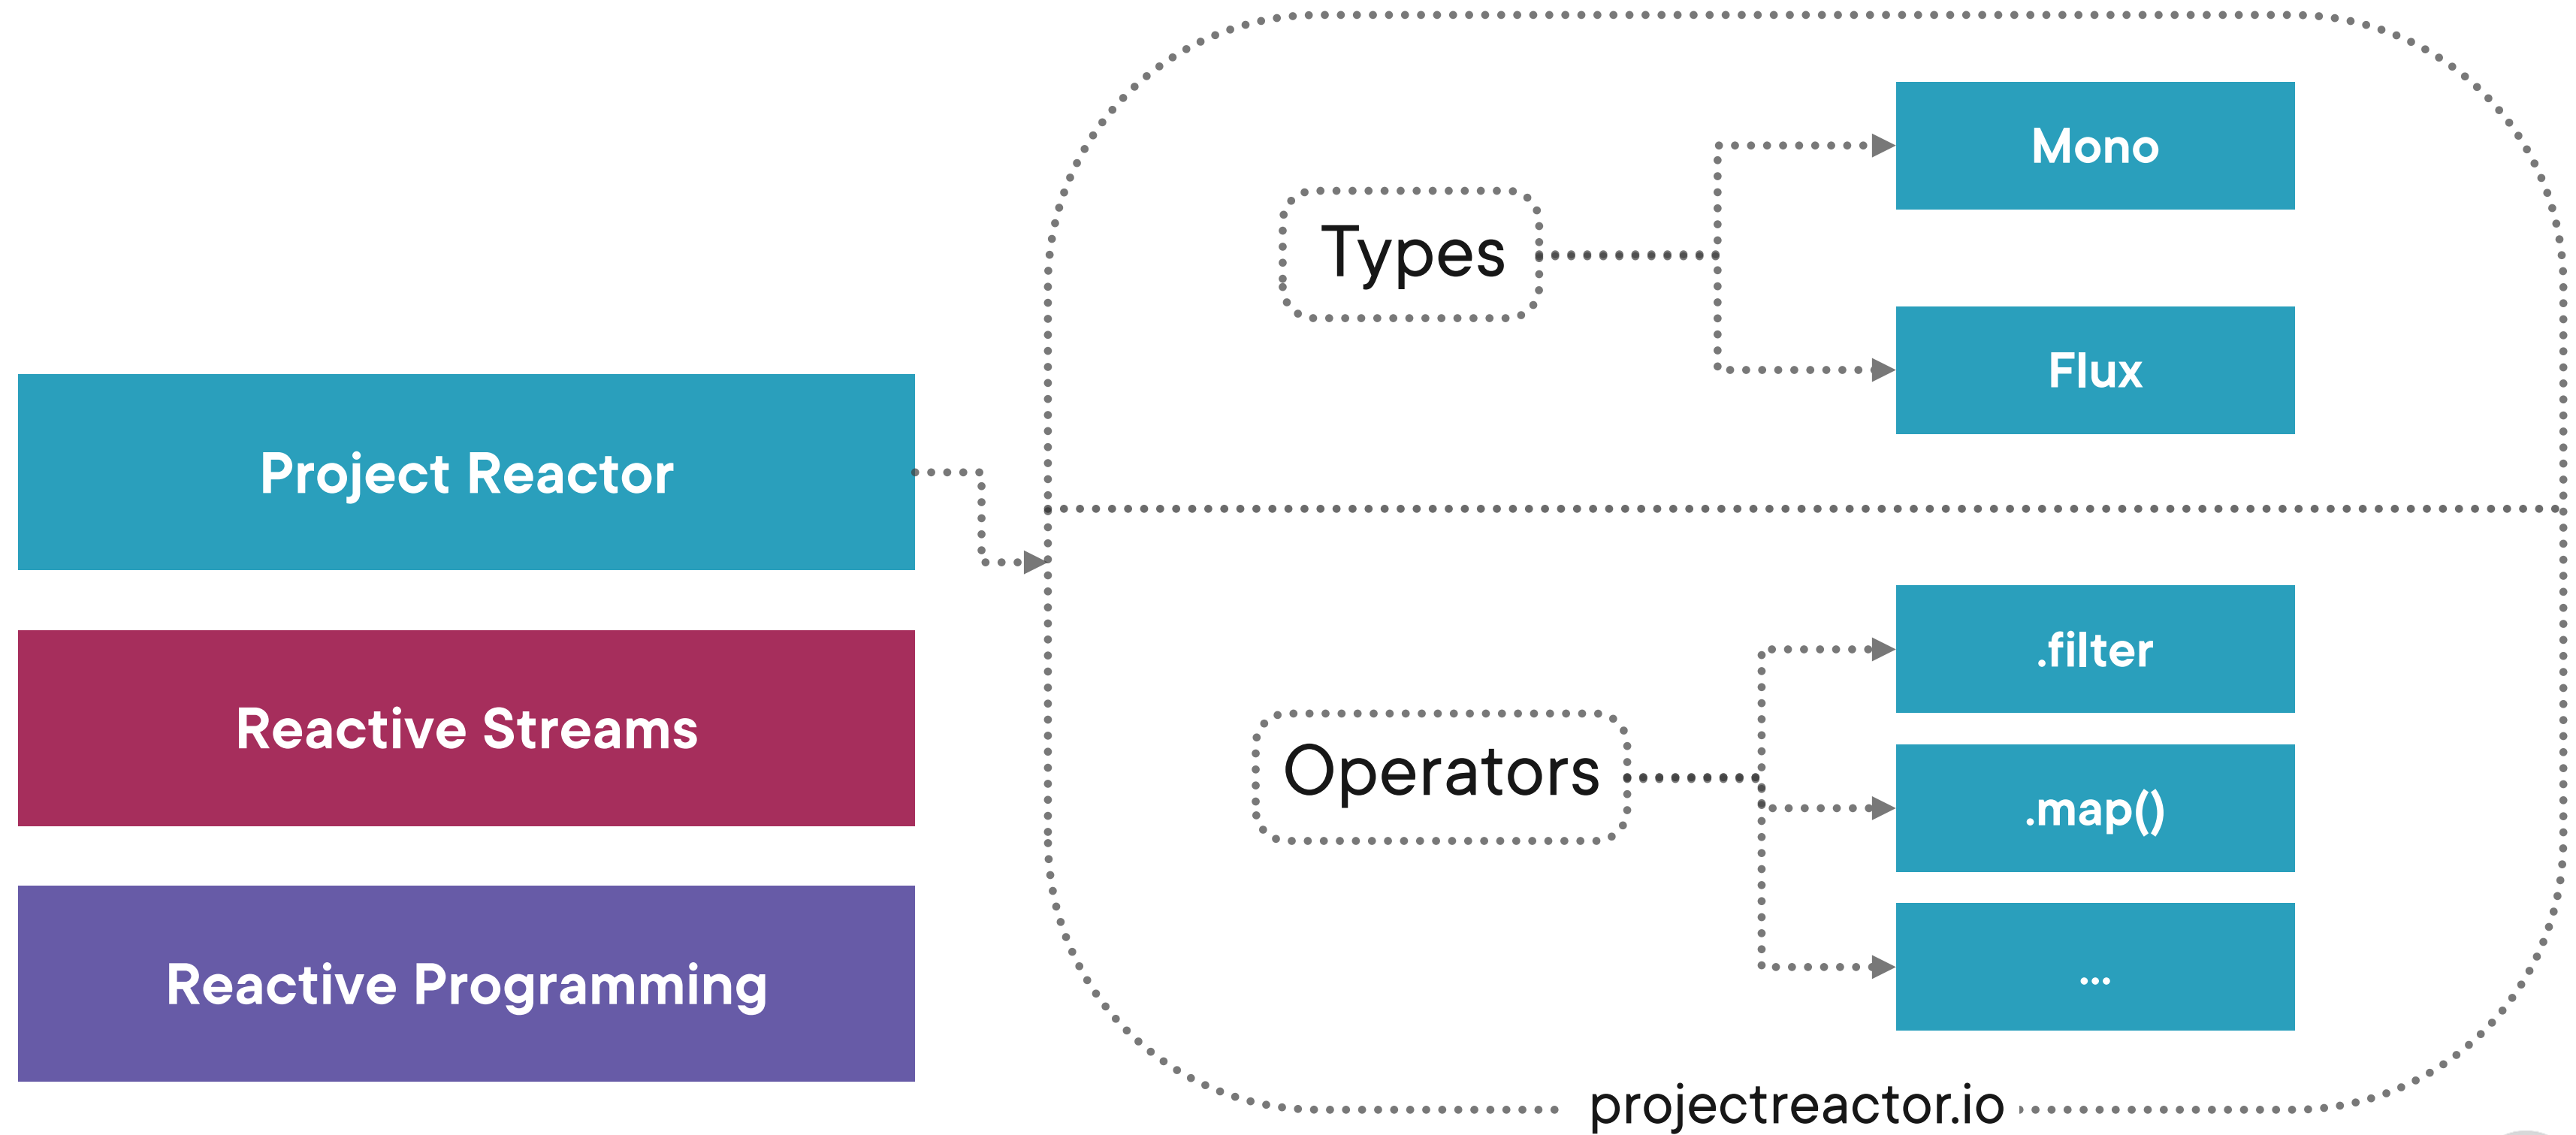 Project Reactor
Reactive Streams
Reactive Programming
Types
Mono
Flux
Operators
.filter
.map()
...
projectreactor.io